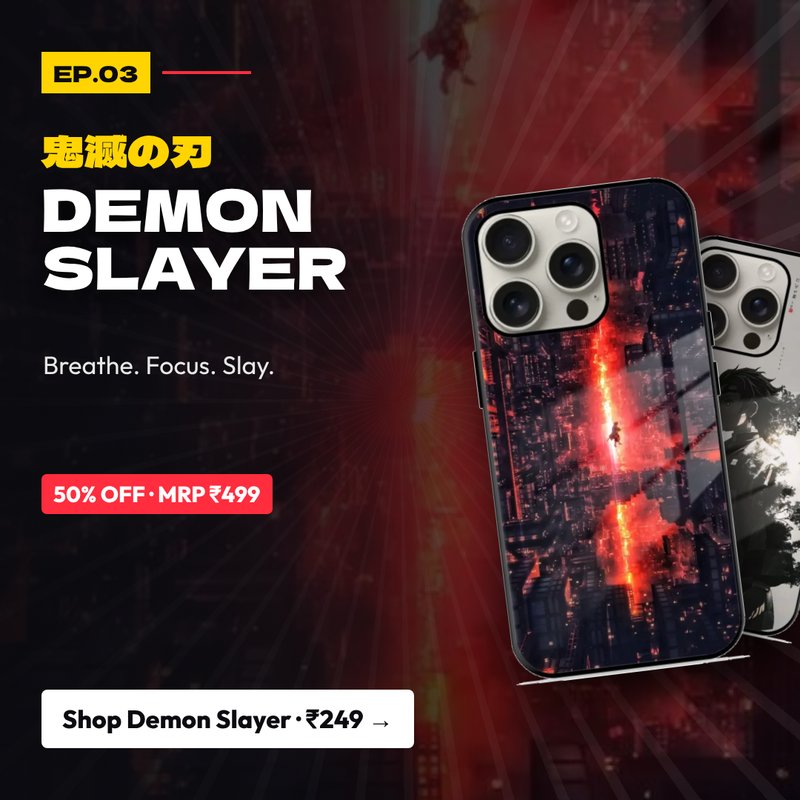 EP.03
鬼滅の刃
DEMON
SLAYER
Breathe. Focus. Slay.
50% OFF · MRP ₹499
Shop Demon Slayer · ₹249 →